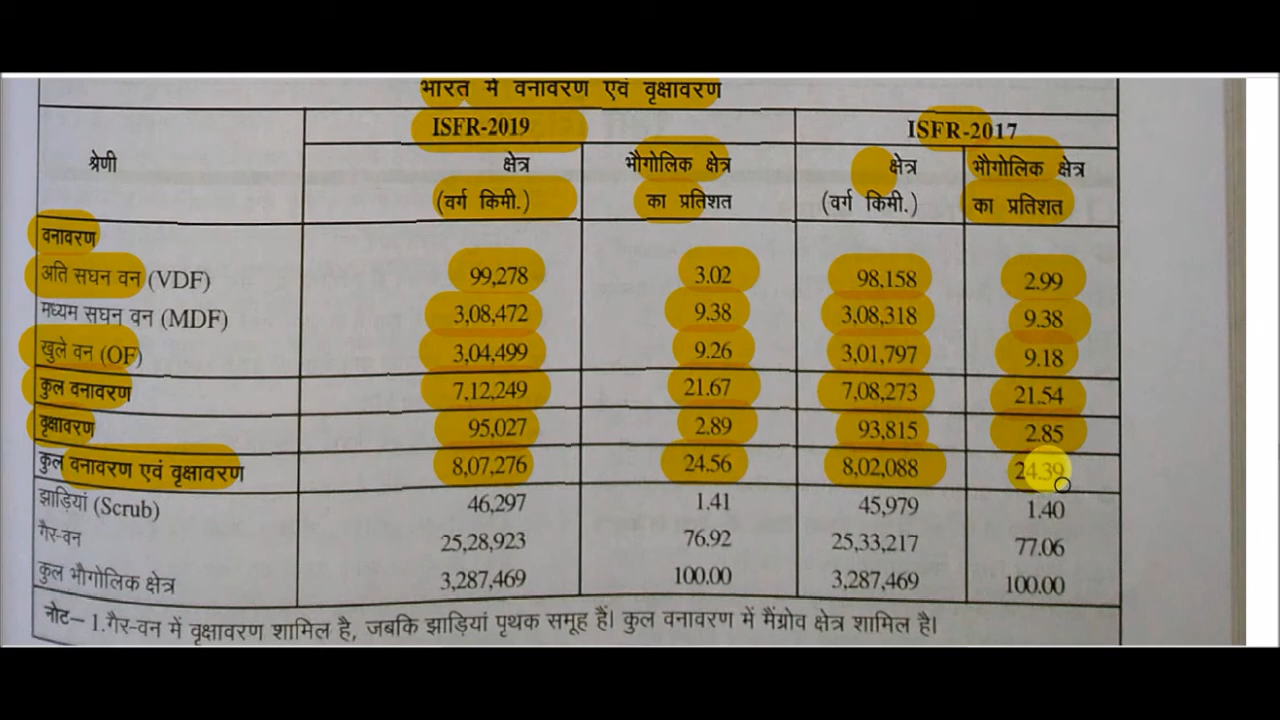 भारत में वनावरण एवं वृक्षावरण
श्रेणी ISFR-2019 ISFR-2017
क्षेत्र (वर्ग किमी.) भौगोलिक क्षेत्र का प्रतिशत क्षेत्र (वर्ग किमी.) भौगोलिक क्षेत्र का प्रतिशत
वनावरण
अति सघन वन (VDF) 99,278 3.02 98,158 2.99
मध्यम सघन वन (MDF) 3,08,472 9.38 3,08,318 9.38
खुले वन (OF) 3,04,499 9.26 3,01,797 9.18
कुल वनावरण 7,12,249 21.67 7,08,273 21.54
वृक्षावरण 95,027 2.89 93,815 2.85
कुल वनावरण एवं वृक्षावरण 8,07,276 24.56 8,02,088 24.39
झाड़ियां (Scrub) 46,297 1.41 45,979 1.40
गैर-वन 25,28,923 76.92 25,33,217 77.06
कुल भौगोलिक क्षेत्र 3,287,469 100.00 3,287,469 100.00
नोट– 1.गैर-वन में वृक्षावरण शामिल है, जबकि झाड़ियां पृथक समूह हैं। कुल वनावरण में मैंग्रोव क्षेत्र शामिल है।